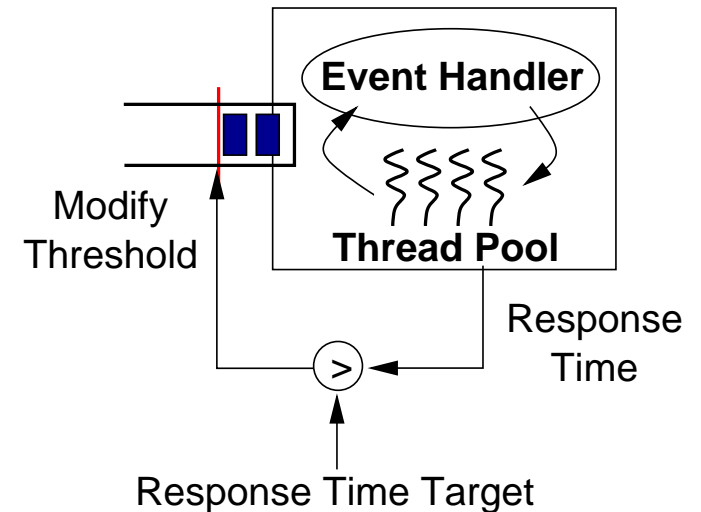 Event Handler
Modify
Threshold
Thread Pool
Response
Time
>
Response Time Target